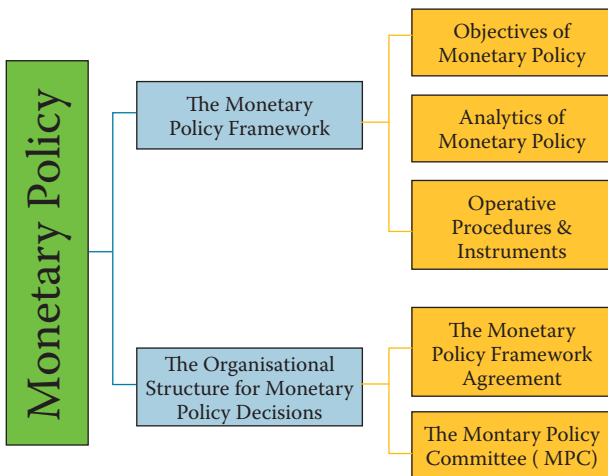 Monetary Policy
The Monetary
Policy Framework
Objectives of
Monetary Policy
Analytics of
Monetary Policy
Operative
Procedures &
Instruments
The Organisational
Structure for Monetary
Policy Decisions
The Monetary
Policy Framework
Agreement
The Montary Policy
Committee ( MPC)